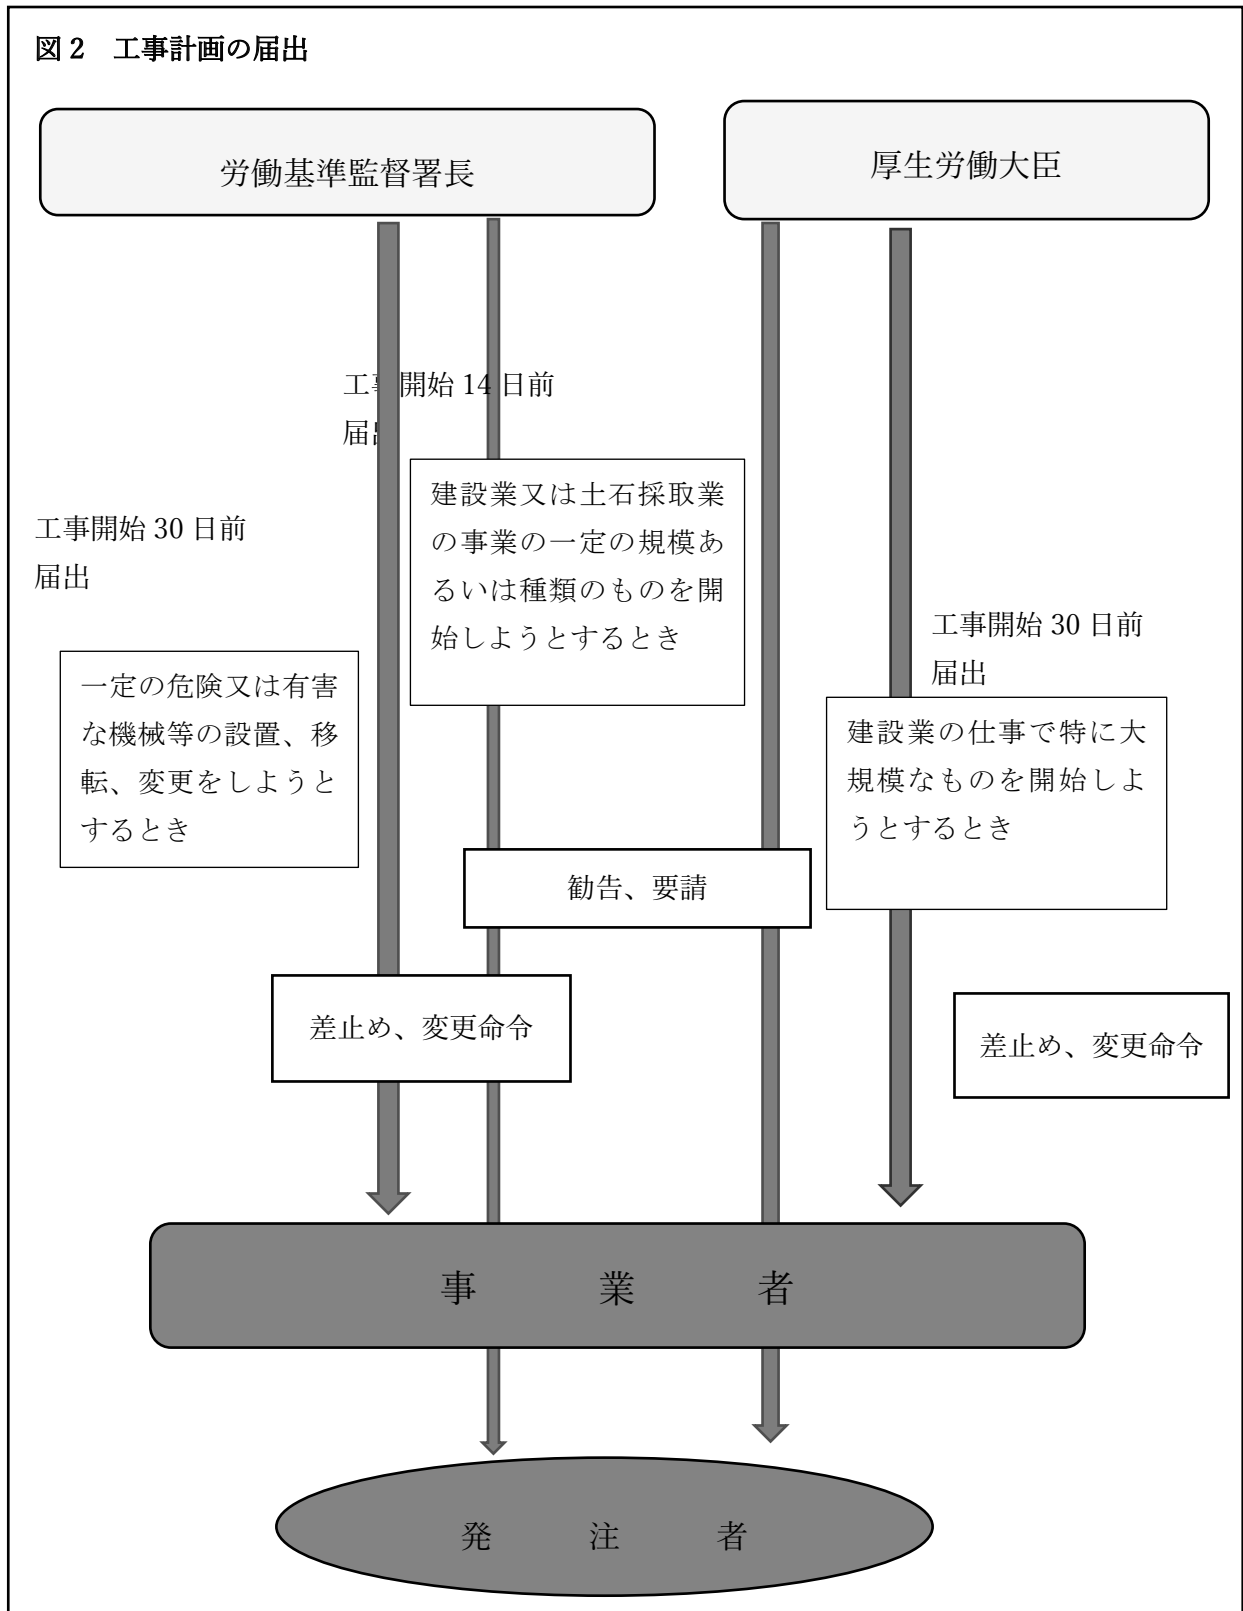 図2 工事計画の届出
労働基準監督署長
厚生労働大臣
工事開始 14 日前
届出
建設業又は土石採取業
の事業の一定の規模あ
るいは種類のものを開
始しようとするとき
工事開始 30 日前
届出
工事開始 30 日前
届出
一定の危険又は有害
な機械等の設置、移
転、変更をしようと
するとき
建設業の仕事で特に大
規模なものを開始しよ
うとするとき
勧告、要請
差止め、変更命令
差止め、変更命令
事 業 者
発 注 者